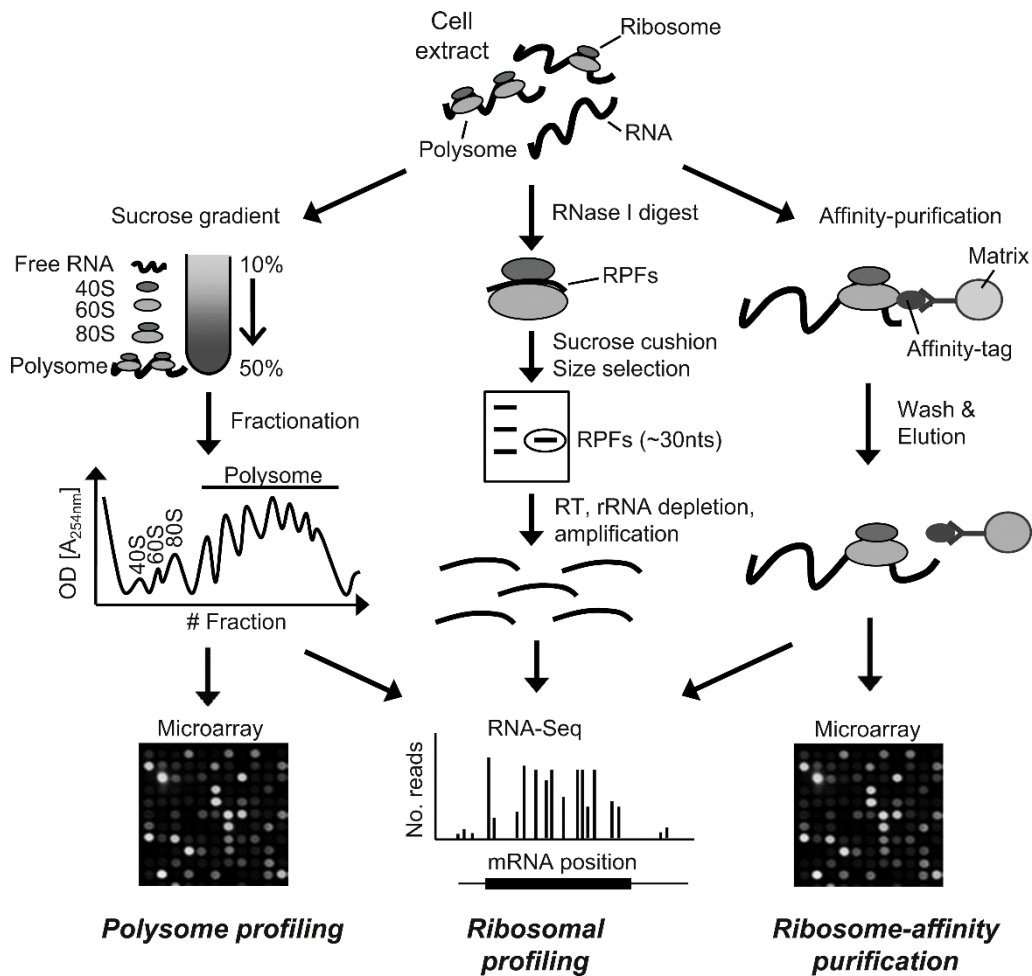 Cell
extract
Ribosome
Polysome
RNA
Sucrose gradient
Free RNA
40S
60S
80S
Polysome
10%
50%
Fractionation
Polysome
OD [A254nm]
40S
60S
80S
# Fraction
Microarray
Polysome profiling
RNase I digest
RPFs
Sucrose cushion
Size selection
RPFs (~30nts)
RT, rRNA depletion,
amplification
RNA-Seq
No. reads
mRNA position
Ribosomal
profiling
Affinity-purification
Matrix
Affinity-tag
Wash &
Elution
Microarray
Ribosome-affinity
purification